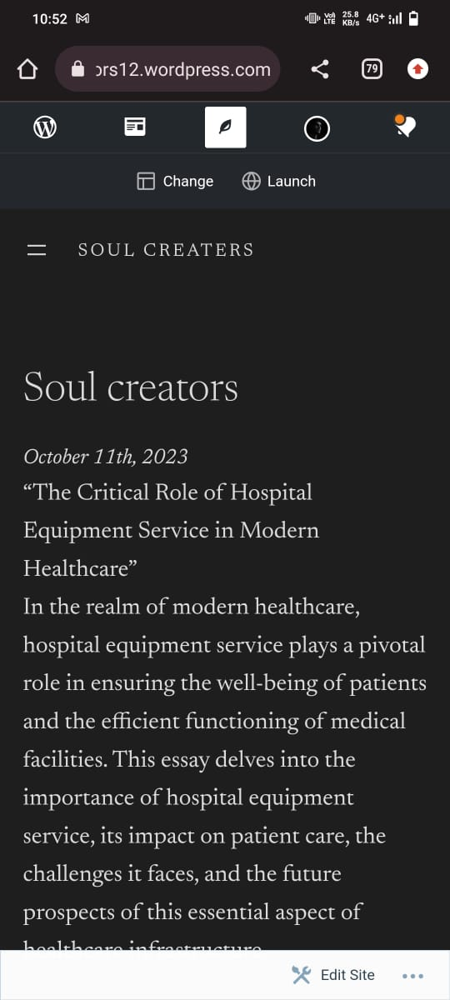 10:52
Vo)
LTE
25.8
KB/s
4G+
ors12.wordpress.com
79
Change
Launch
SOUL CREATERS
Soul creators
October 11th, 2023
“The Critical Role of Hospital
Equipment Service in Modern
Healthcare”
In the realm of modern healthcare,
hospital equipment service plays a pivotal
role in ensuring the well-being of patients
and the efficient functioning of medical
facilities. This essay delves into the
importance of hospital equipment
service, its impact on patient care, the
challenges it faces, and the future
prospects of this essential aspect of
healthcare infrastructure.
Edit Site